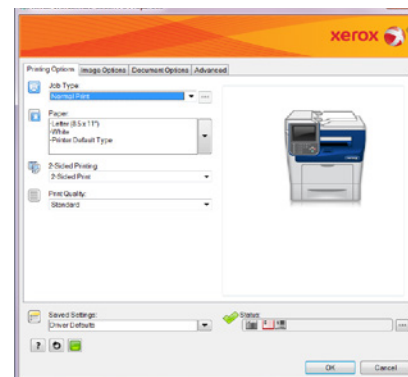 xerox
Printing Options Image Options Document Options Advanced
Job Type:
Normal Print
Paper:
-Letter (8.5 x 11")
-White
-Printer Default Type
2-Sided Printing
2-Sided Print
Print Quality:
Standard
Saved Settings:
Driver Defaults
Status:
?
OK Cancel